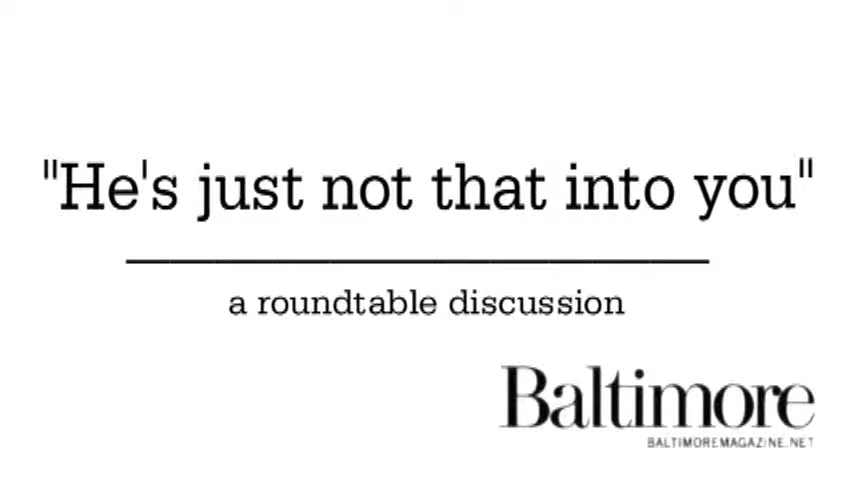 "He's just not that into you"
a roundtable discussion
Baltimore
BALTIMOREMAGAZINE.NET